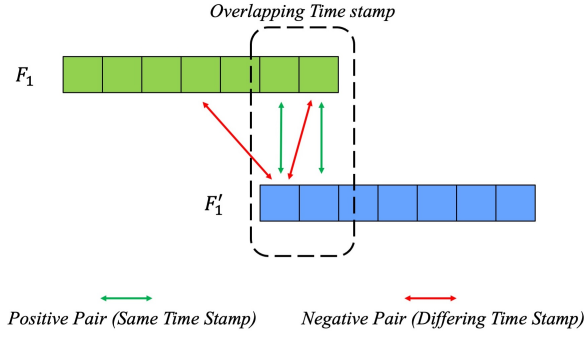 Overlapping Time stamp
F₁
F₁′
Positive Pair (Same Time Stamp)
Negative Pair (Differing Time Stamp)